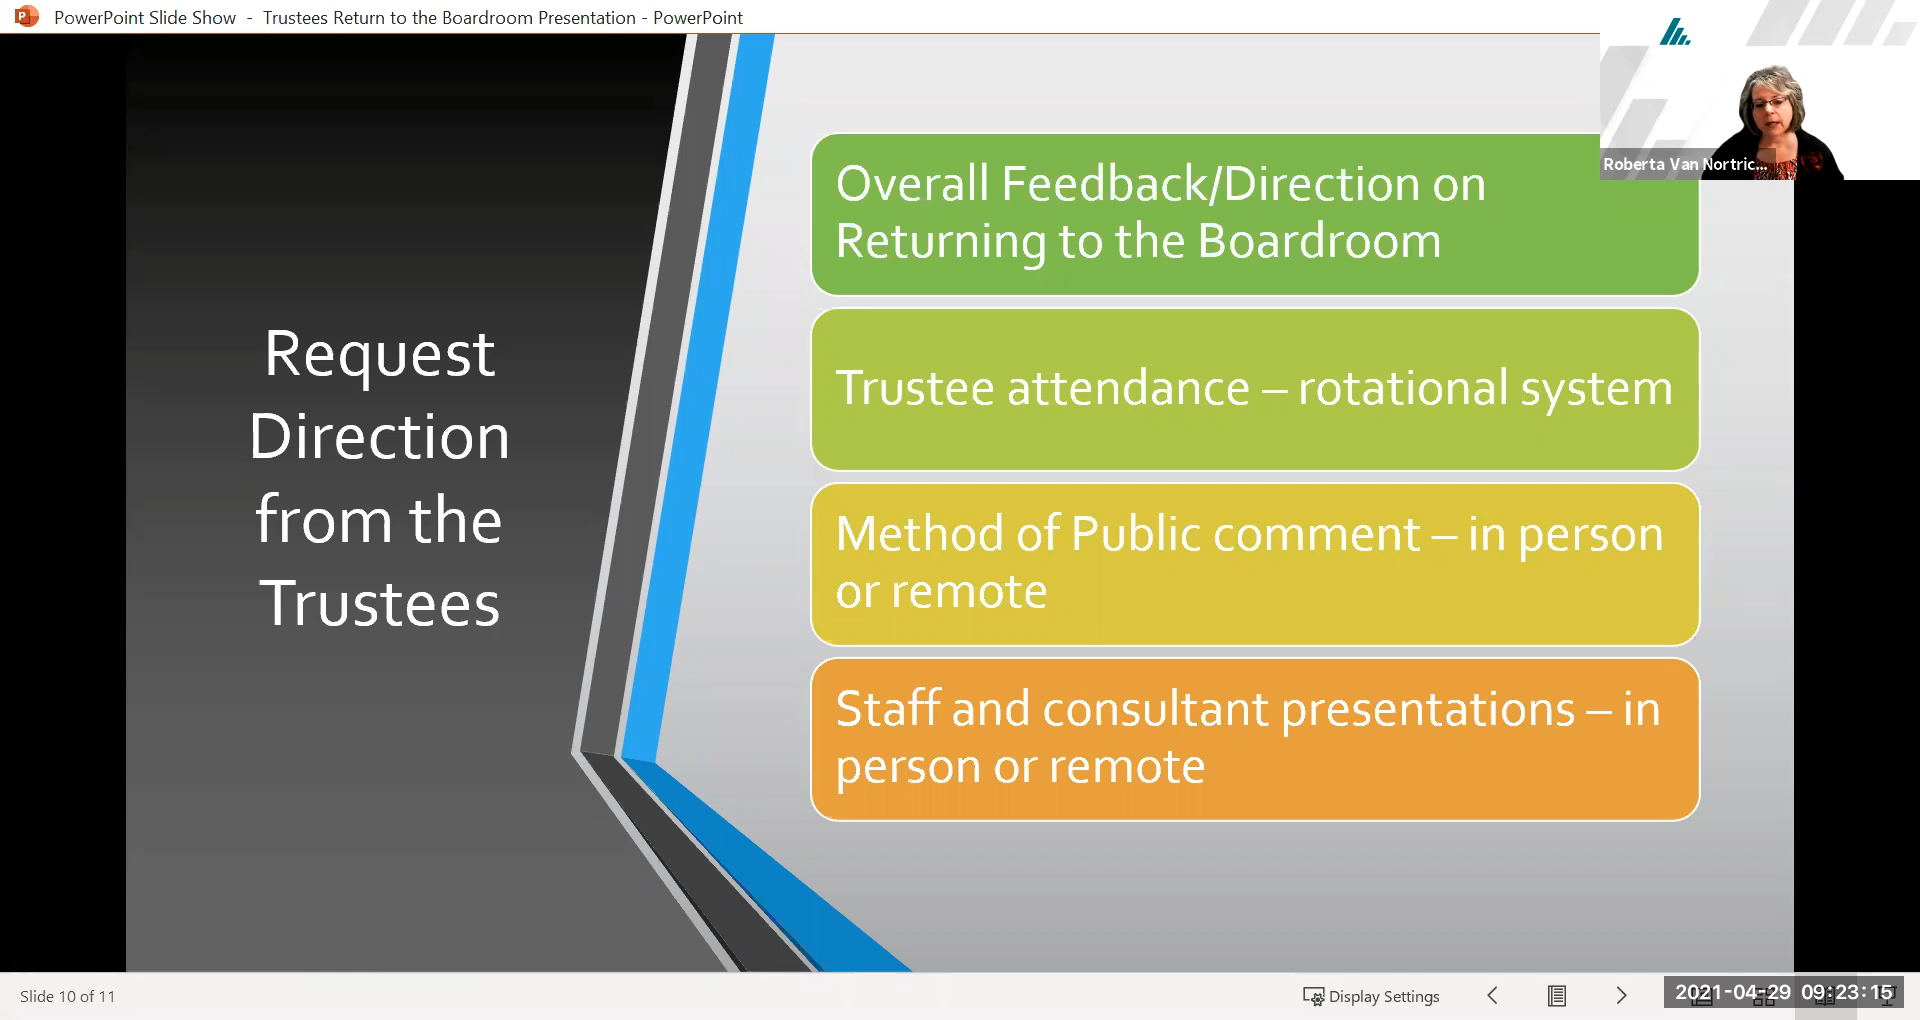 PowerPoint Slide Show - Trustees Return to the Boardroom Presentation - PowerPoint
Roberta Van Nortric...
Request
Direction
from the
Trustees
Overall Feedback/Direction on
Returning to the Boardroom
Trustee attendance – rotational system
Method of Public comment – in person
or remote
Staff and consultant presentations – in
person or remote
Slide 10 of 11
Display Settings
2021-04-29 09:23:15